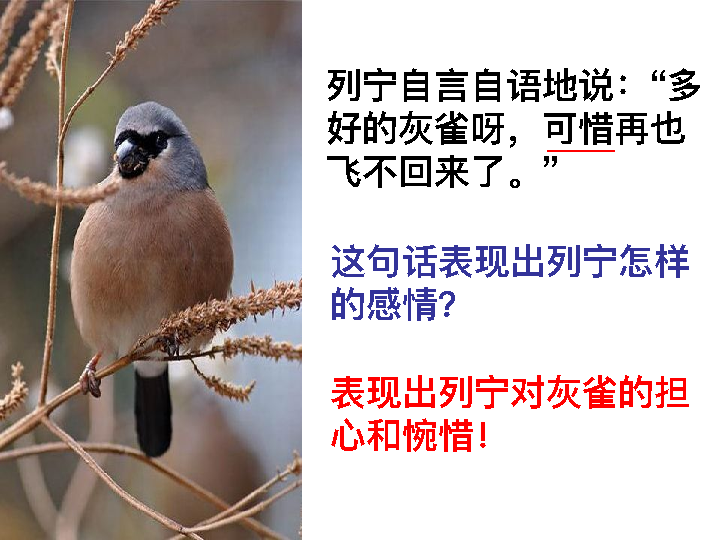 列宁自言自语地说：“多
好的灰雀呀，可惜再也
飞不回来了。”
这句话表现出列宁怎样
的感情？
表现出列宁对灰雀的担
心和惋惜！